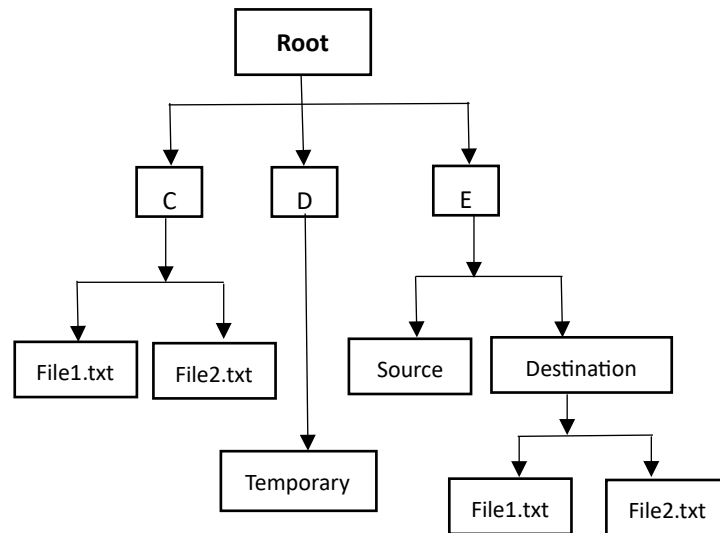 Root
C
D
E
File1.txt
File2.txt
Source
Destination
Temporary
File1.txt
File2.txt